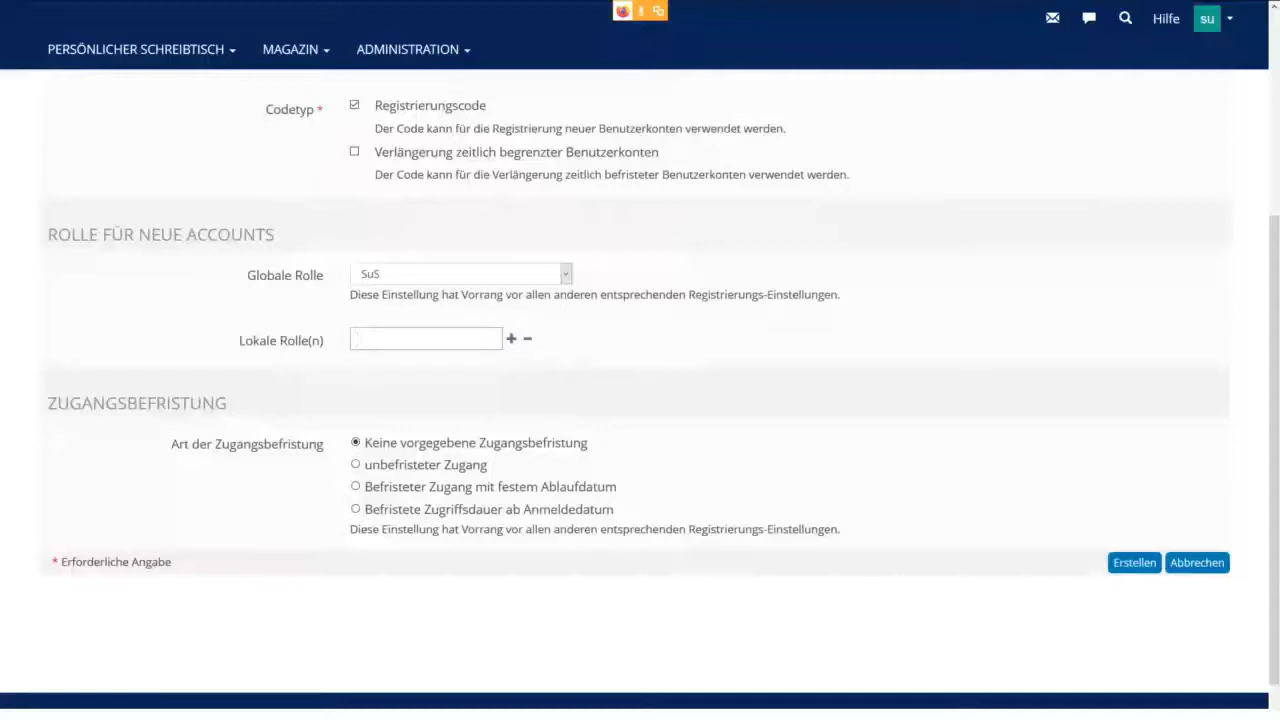 Hilfe su
PERSÖNLICHER SCHREIBTISCH MAGAZIN ADMINISTRATION
Codetyp * Registrierungscode
Der Code kann für die Registrierung neuer Benutzerkonten verwendet werden.
Verlängerung zeitlich begrenzter Benutzerkonten
Der Code kann für die Verlängerung zeitlich befristeter Benutzerkonten verwendet werden.
ROLLE FÜR NEUE ACCOUNTS
Globale Rolle SuS
Diese Einstellung hat Vorrang vor allen anderen entsprechenden Registrierungs-Einstellungen.
Lokale Rolle(n)
ZUGANGSBEFRISTUNG
Art der Zugangsbefristung Keine vorgegebene Zugangsbefristung
unbefristeter Zugang
Befristeter Zugang mit festem Ablaufdatum
Befristete Zugriffsdauer ab Anmeldedatum
Diese Einstellung hat Vorrang vor allen anderen entsprechenden Registrierungs-Einstellungen.
* Erforderliche Angabe Erstellen Abbrechen